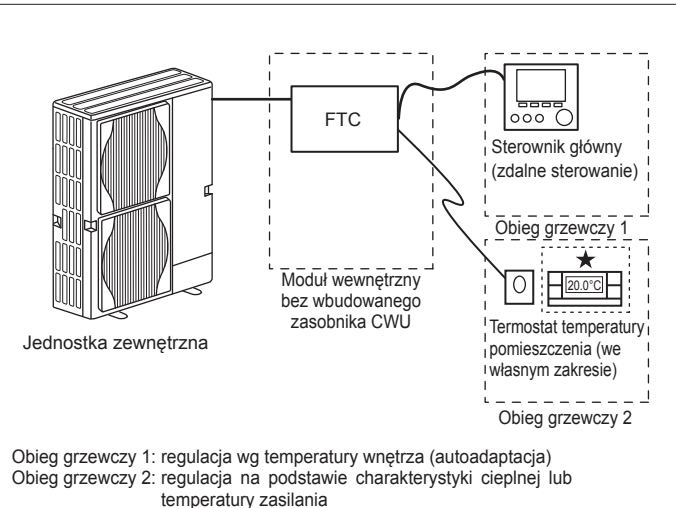 FTC
Sterownik główny
(zdalne sterowanie)
Obieg grzewczy 1
Moduł wewnętrzny
bez wbudowanego
zasobnika CWU
Jednostka zewnętrzna
★
20.0°C
Termostat temperatury
pomieszczenia (we
własnym zakresie)
Obieg grzewczy 2
Obieg grzewczy 1: regulacja wg temperatury wnętrza (autoadaptacja)
Obieg grzewczy 2: regulacja na podstawie charakterystyki cieplnej lub
temperatury zasilania